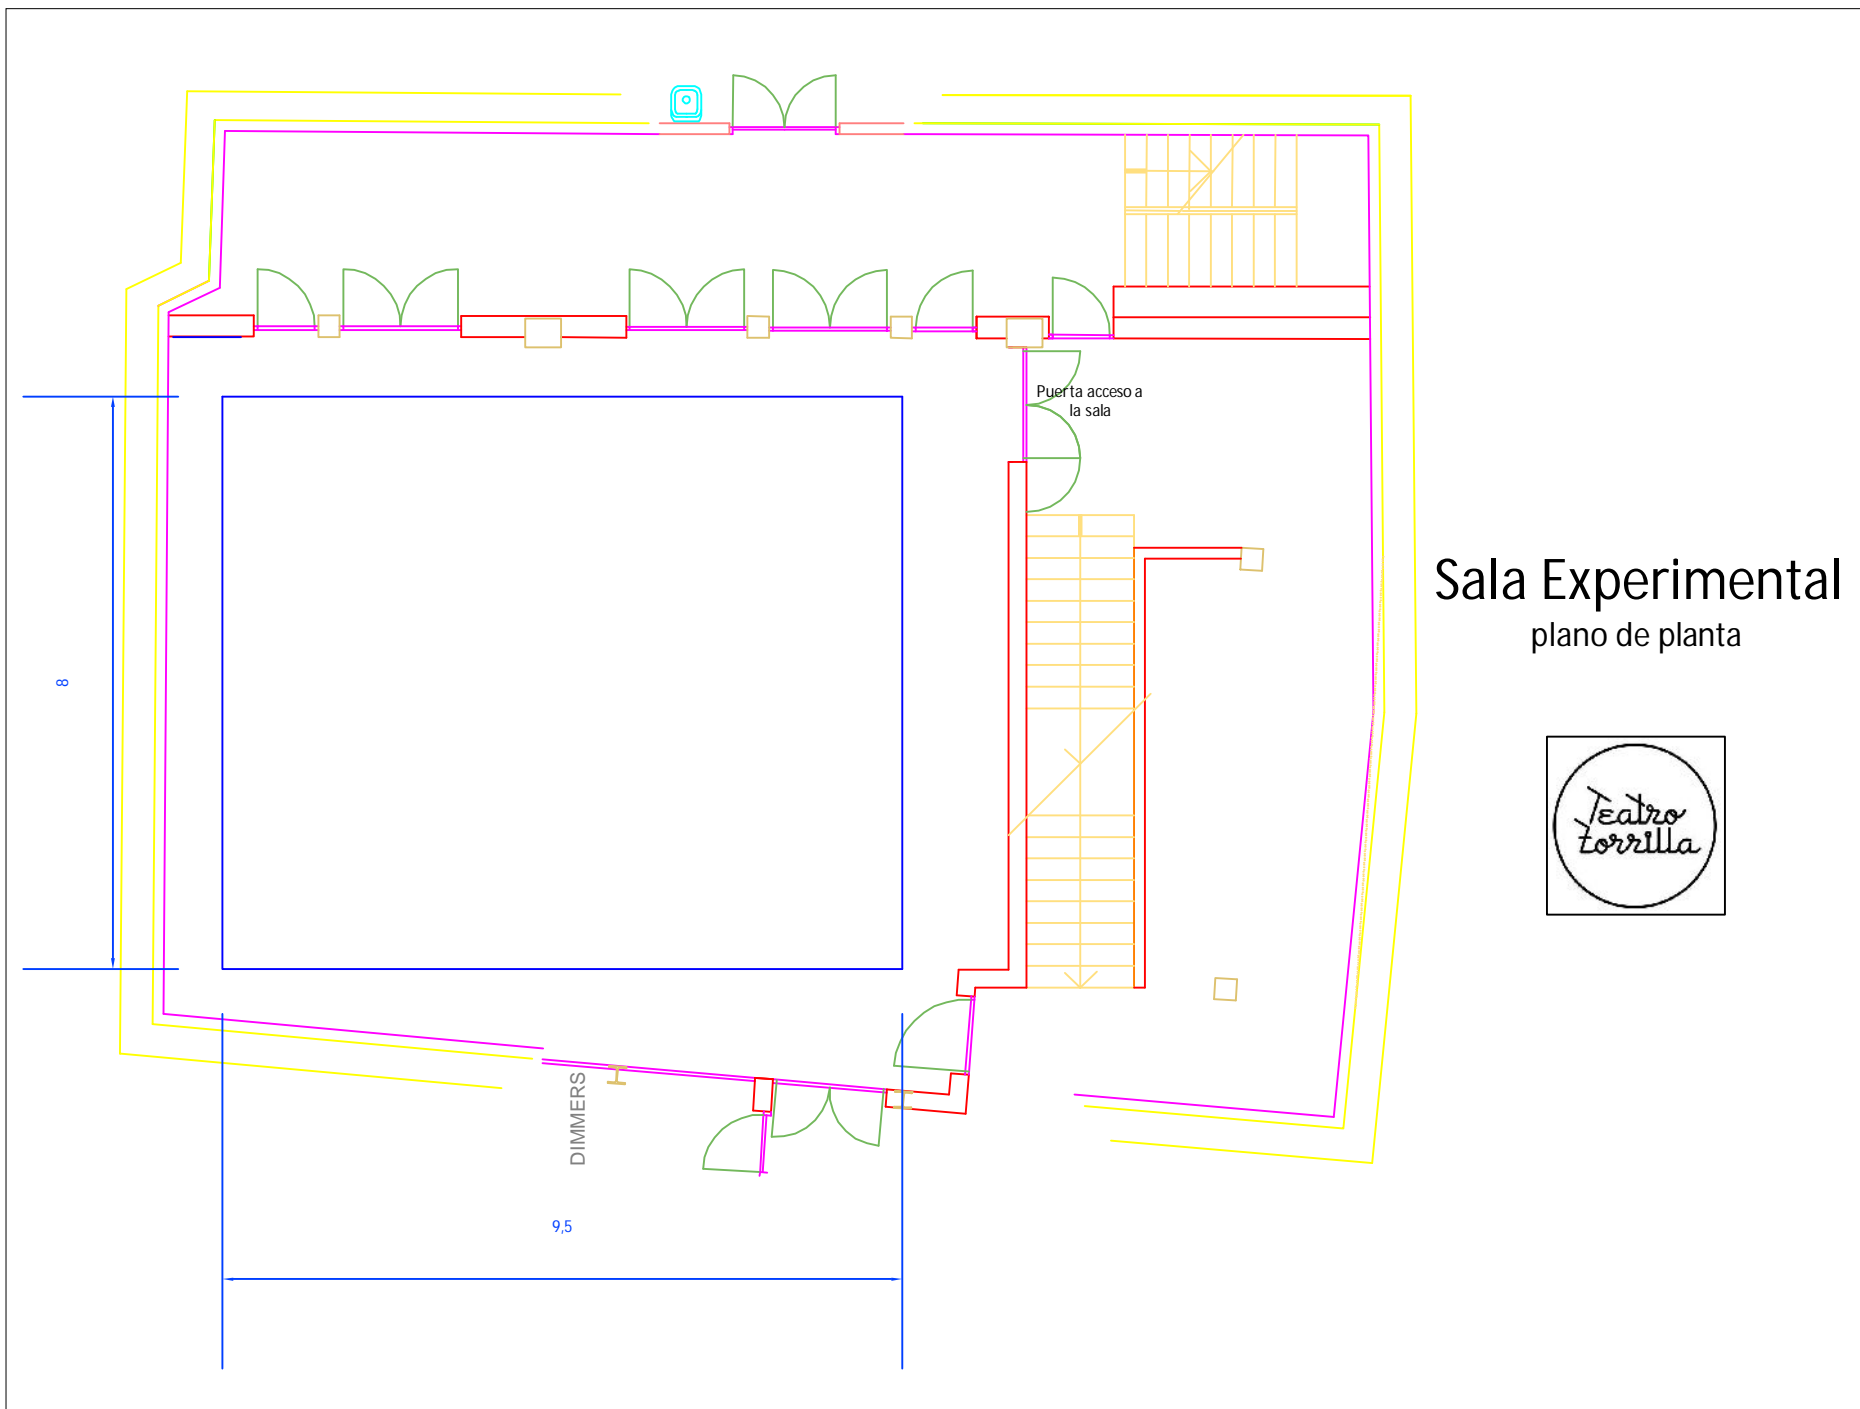 Puerta acceso a
la sala
Sala Experimental
plano de planta
8
Teatro
Zorrilla
DIMMERS
9,5